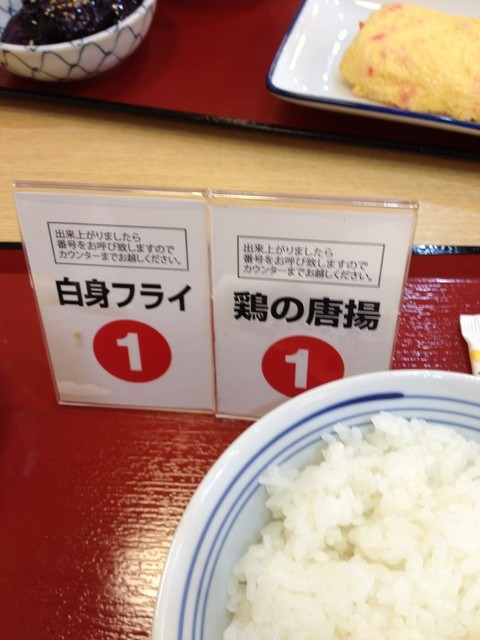 出来上がりましたら
番号をお呼び致しますので
カウンターまでお越しください。
白身フライ
1
出来上がりましたら
番号をお呼び致しますので
カウンターまでお越しください。
鶏の唐揚
1